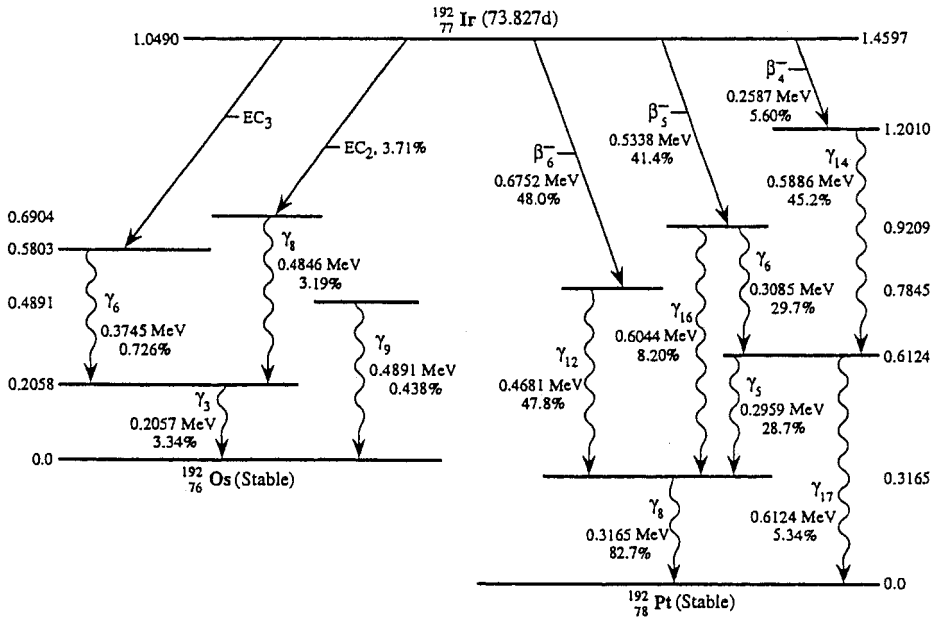 192
77 Ir (73.827d)
1.0490
1.4597
EC3
EC2, 3.71%
β6−
0.6752 MeV
48.0%
β5−
0.5338 MeV
41.4%
β4−
0.2587 MeV
5.60%
1.2010
0.6904
0.5803
0.4891
0.2058
0.0
γ6
0.3745 MeV
0.726%
γ8
0.4846 MeV
3.19%
γ9
0.4891 MeV
0.438%
γ3
0.2057 MeV
3.34%
192
76 Os (Stable)
γ14
0.5886 MeV
45.2%
0.9209
γ6
0.3085 MeV
29.7%
0.7845
γ16
0.6044 MeV
8.20%
0.6124
γ12
0.4681 MeV
47.8%
γ5
0.2959 MeV
28.7%
0.3165
γ8
0.3165 MeV
82.7%
γ17
0.6124 MeV
5.34%
0.0
192
78 Pt (Stable)